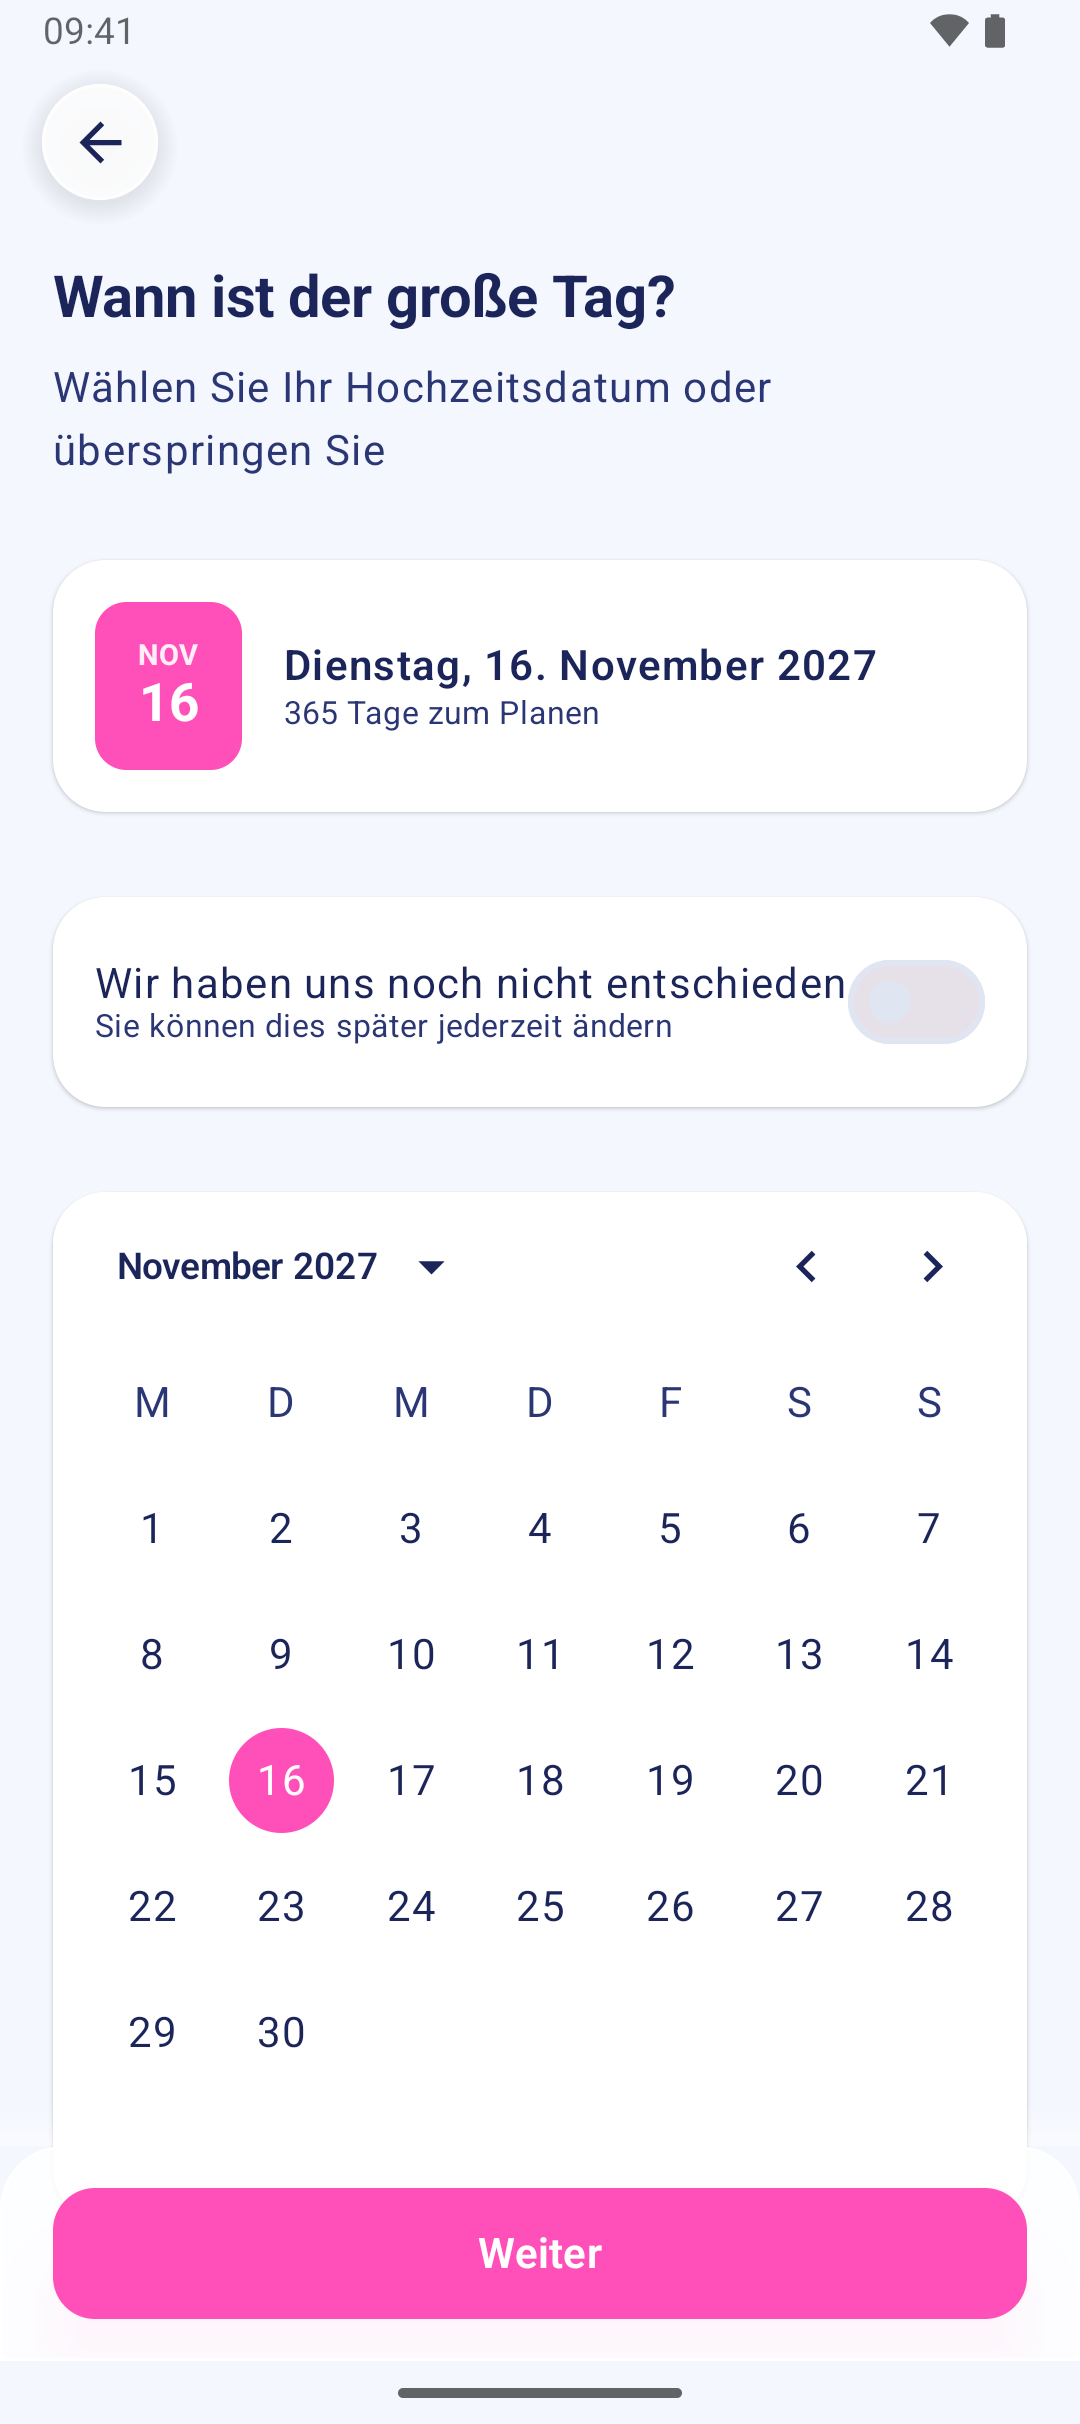 09:41
Wann ist der große Tag?
Wählen Sie Ihr Hochzeitsdatum oder
überspringen Sie
NOV
16
Dienstag, 16. November 2027
365 Tage zum Planen
Wir haben uns noch nicht entschieden
Sie können dies später jederzeit ändern
November 2027
M D M D F S S
1 2 3 4 5 6 7
8 9 10 11 12 13 14
15 16 17 18 19 20 21
22 23 24 25 26 27 28
29 30
Weiter